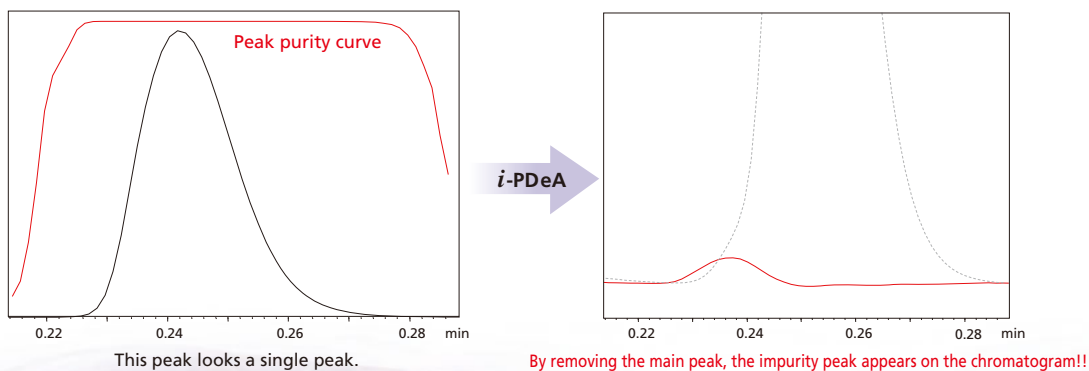 Peak purity curve
0.22 0.24 0.26 0.28 min
This peak looks a single peak.
i-PDeA
0.22 0.24 0.26 0.28 min
By removing the main peak, the impurity peak appears on the chromatogram!!